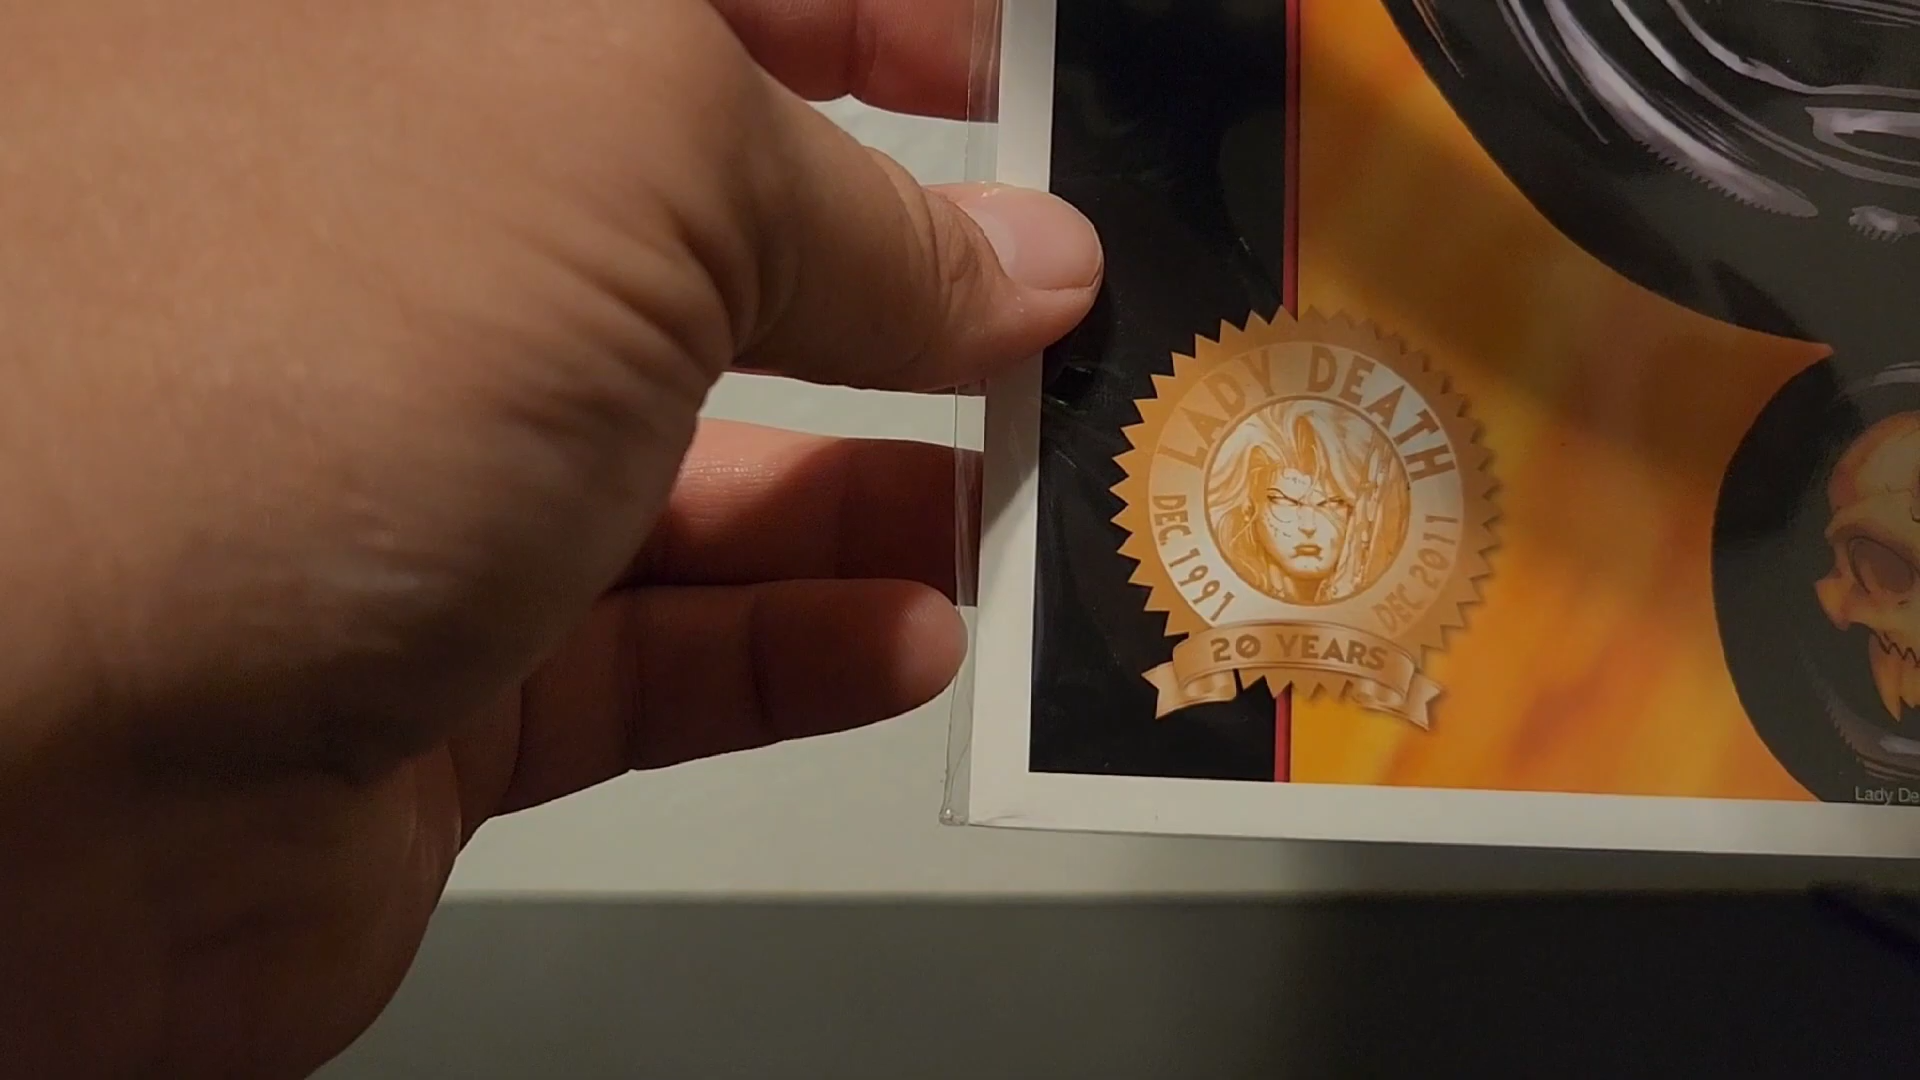 LADY DEATH
DEC. 1991
DEC 2011
20 YEARS
Lady De